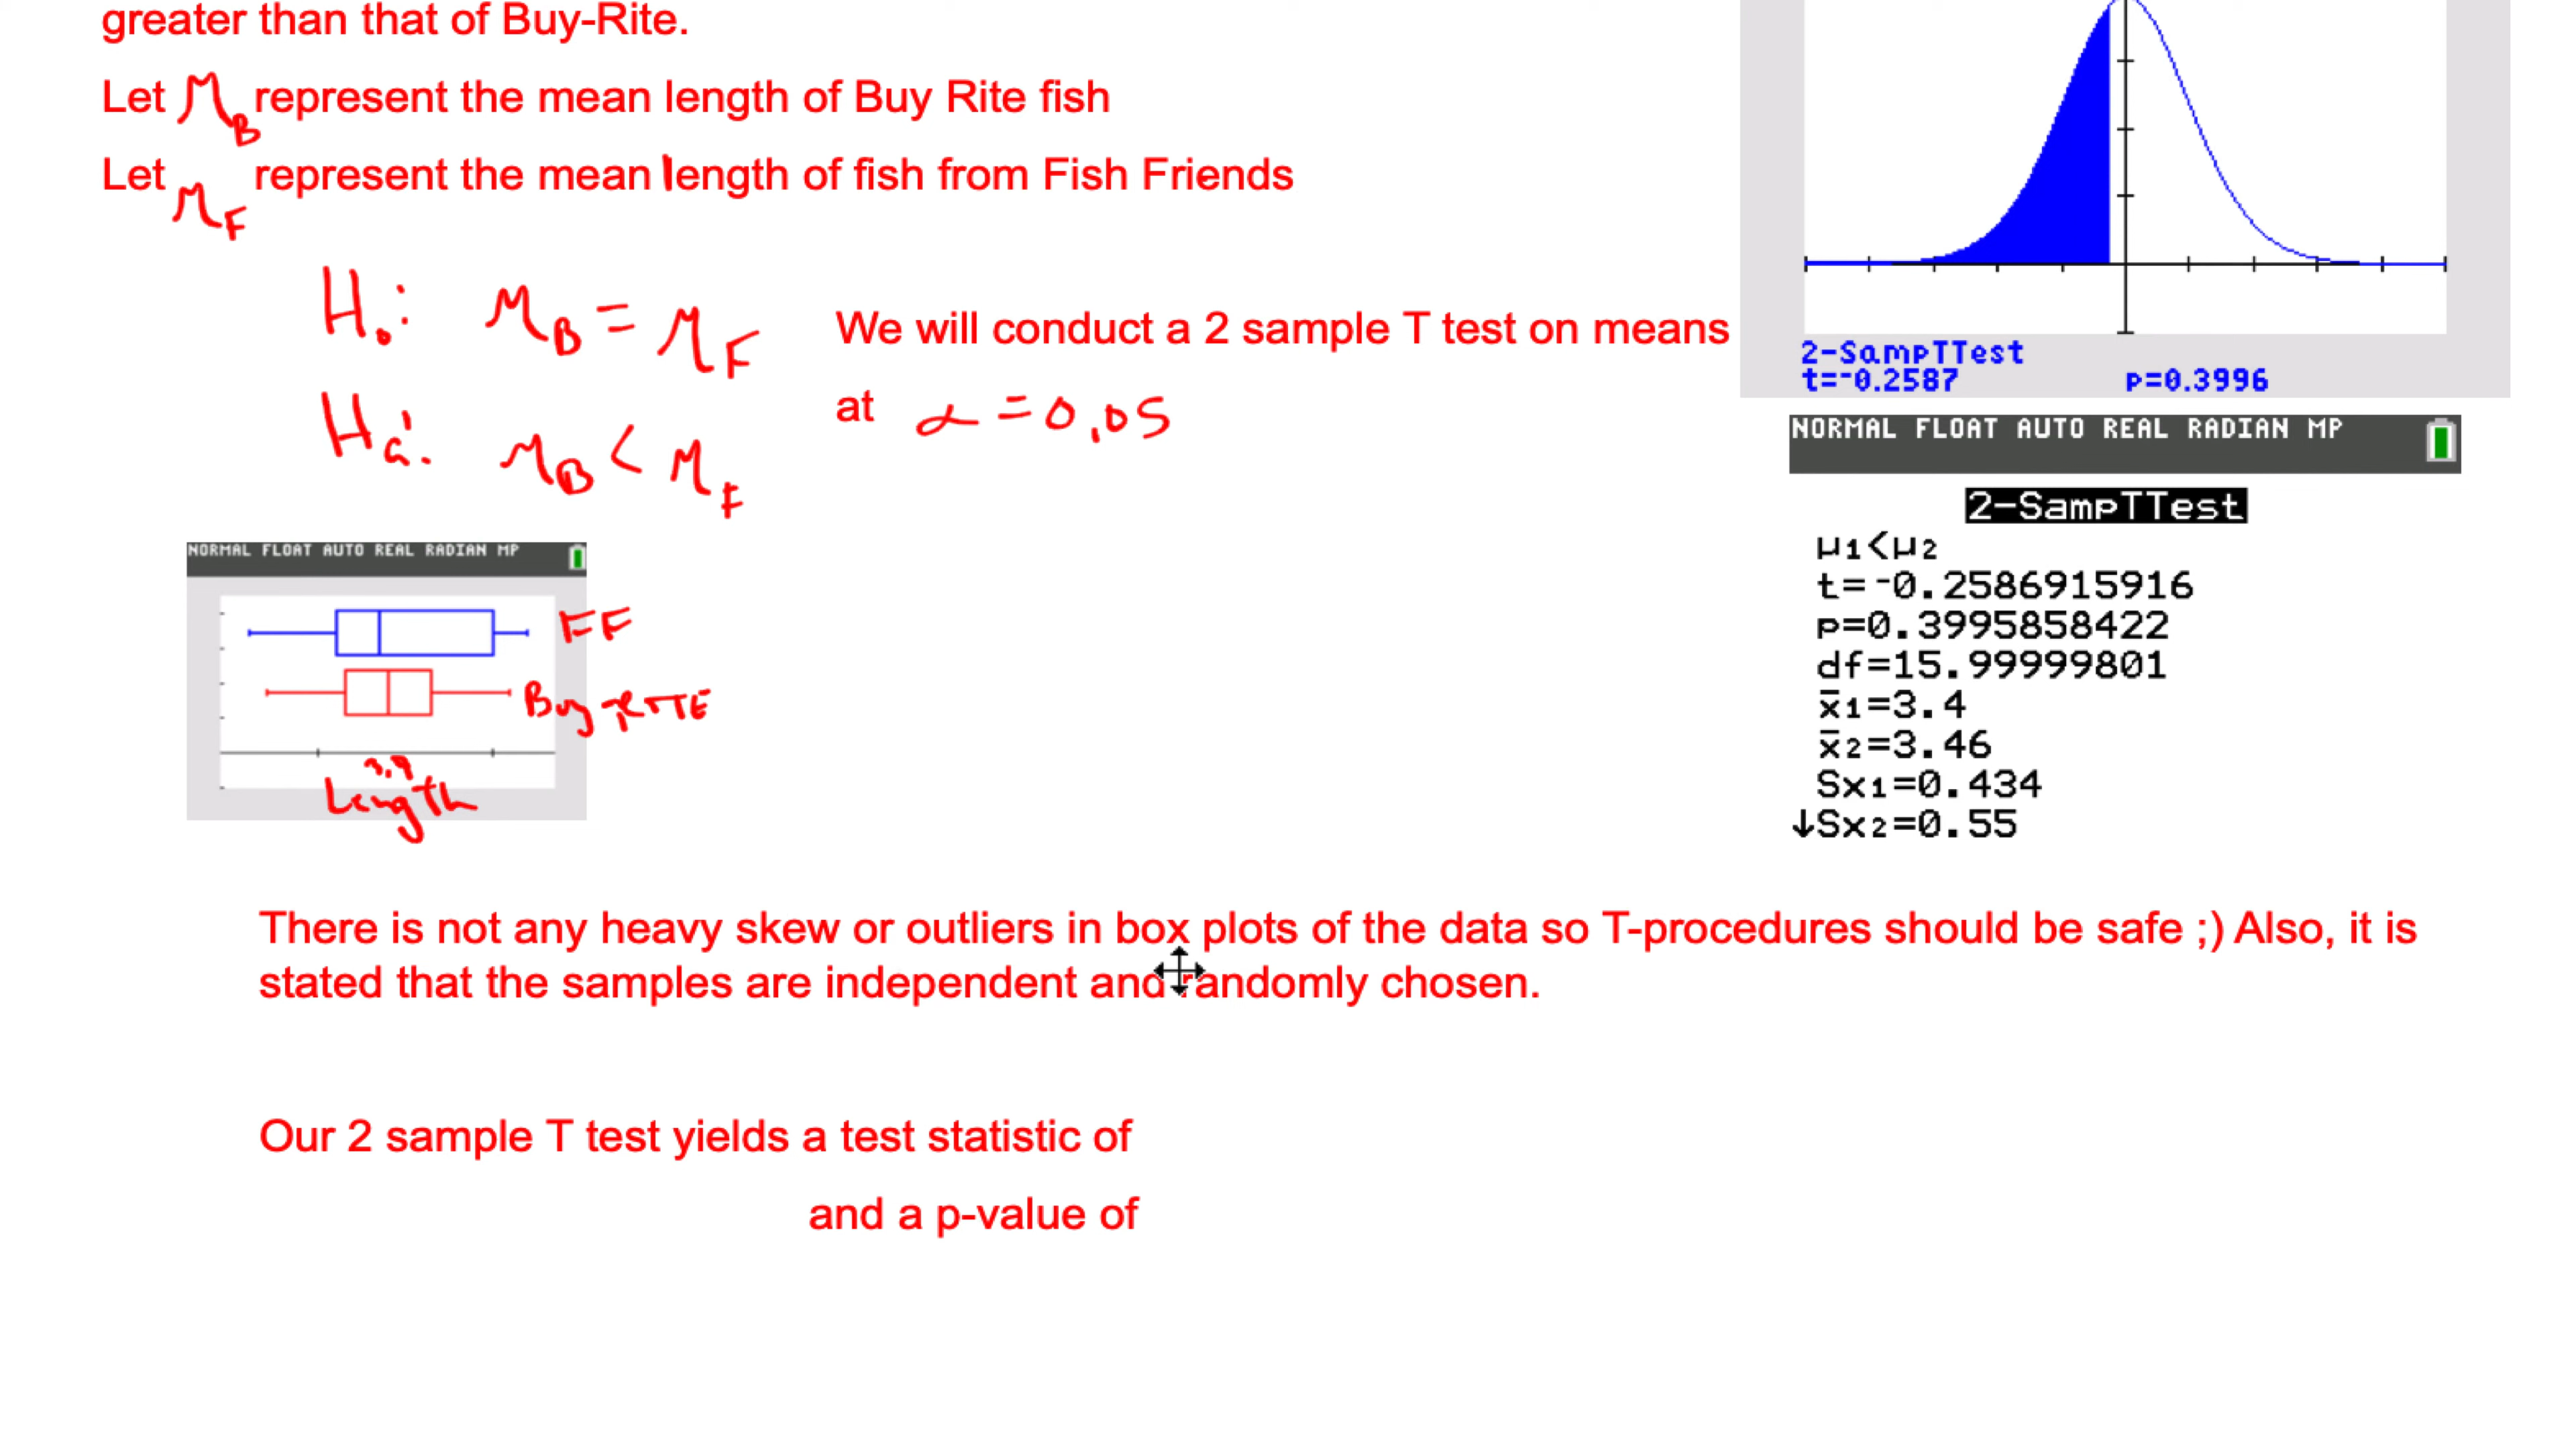 greater than that of Buy-Rite.
Let μB represent the mean length of Buy Rite fish
Let μF represent the mean length of fish from Fish Friends
H₀: μB = μF
Ha: μB < μF
We will conduct a 2 sample T test on means
at α = 0.05
2-SampTTest
t=-0.2587 p=0.3996
NORMAL FLOAT AUTO REAL RADIAN MP
2-SampTTest
μ1<μ2
t=-0.2586915916
p=0.3995858422
df=15.99999801
x̄1=3.4
x̄2=3.46
Sx1=0.434
↓Sx2=0.55
NORMAL FLOAT AUTO REAL RADIAN MP
FF
Buy RITE
Length
There is not any heavy skew or outliers in box plots of the data so T-procedures should be safe ;) Also, it is
stated that the samples are independent and randomly chosen.
Our 2 sample T test yields a test statistic of
and a p-value of